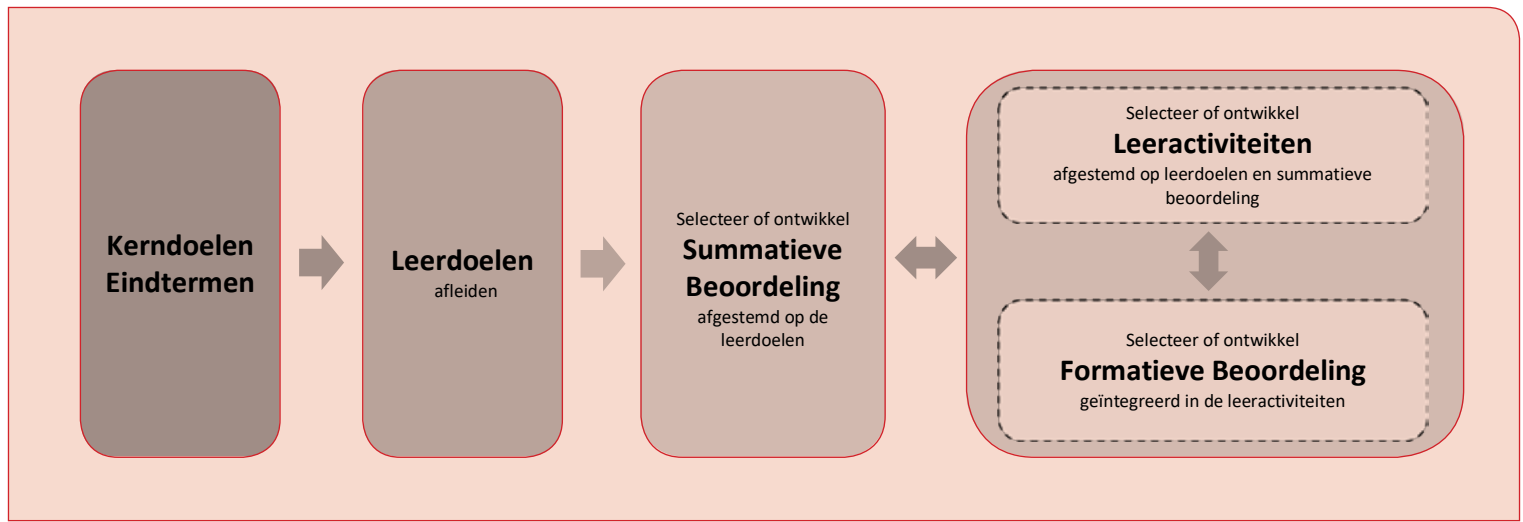 Kerndoelen
Eindtermen
Leerdoelen
afleiden
Selecteer of ontwikkel
Summatieve
Beoordeling
afgestemd op de
leerdoelen
Selecteer of ontwikkel
Leeractiviteiten
afgestemd op leerdoelen en summatieve
beoordeling
Selecteer of ontwikkel
Formatieve Beoordeling
geïntegreerd in de leeractiviteiten